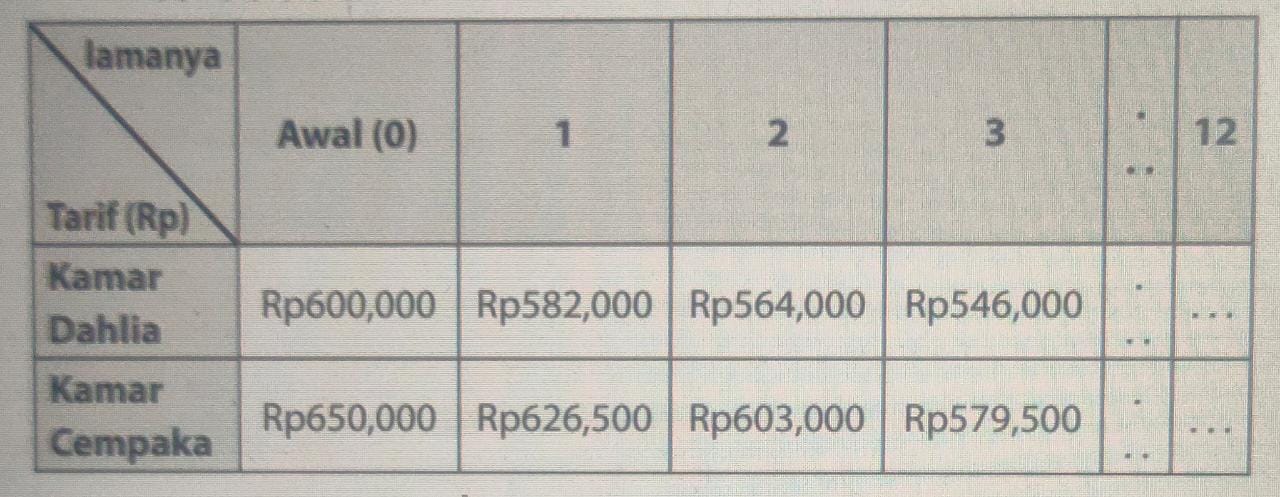 lamanya
Tarif (Rp)
Awal (0)
1
2
3
. . .
12
Kamar
Dahlia
Rp600,000
Rp582,000
Rp564,000
Rp546,000
. . .
...
Kamar
Cempaka
Rp650,000
Rp626,500
Rp603,000
Rp579,500
. . .
...